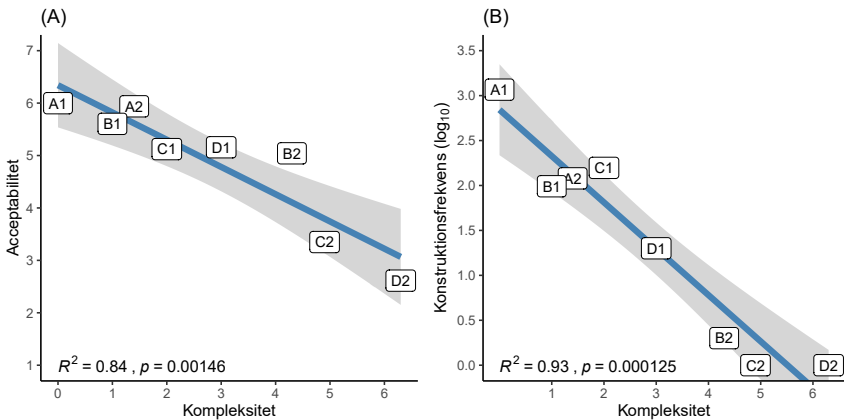 (A)
Acceptabilitet
7
6
5
4
3
2
1
A1
B1
A2
C1
D1
B2
C2
D2
R² = 0.84 , p = 0.00146
0 1 2 3 4 5 6
Kompleksitet
(B)
Konstruktionsfrekvens (log₁₀)
3.5
3.0
2.5
2.0
1.5
1.0
0.5
0.0
A1
B1
A2
C1
D1
B2
C2
D2
R² = 0.93 , p = 0.000125
1 2 3 4 5 6
Kompleksitet